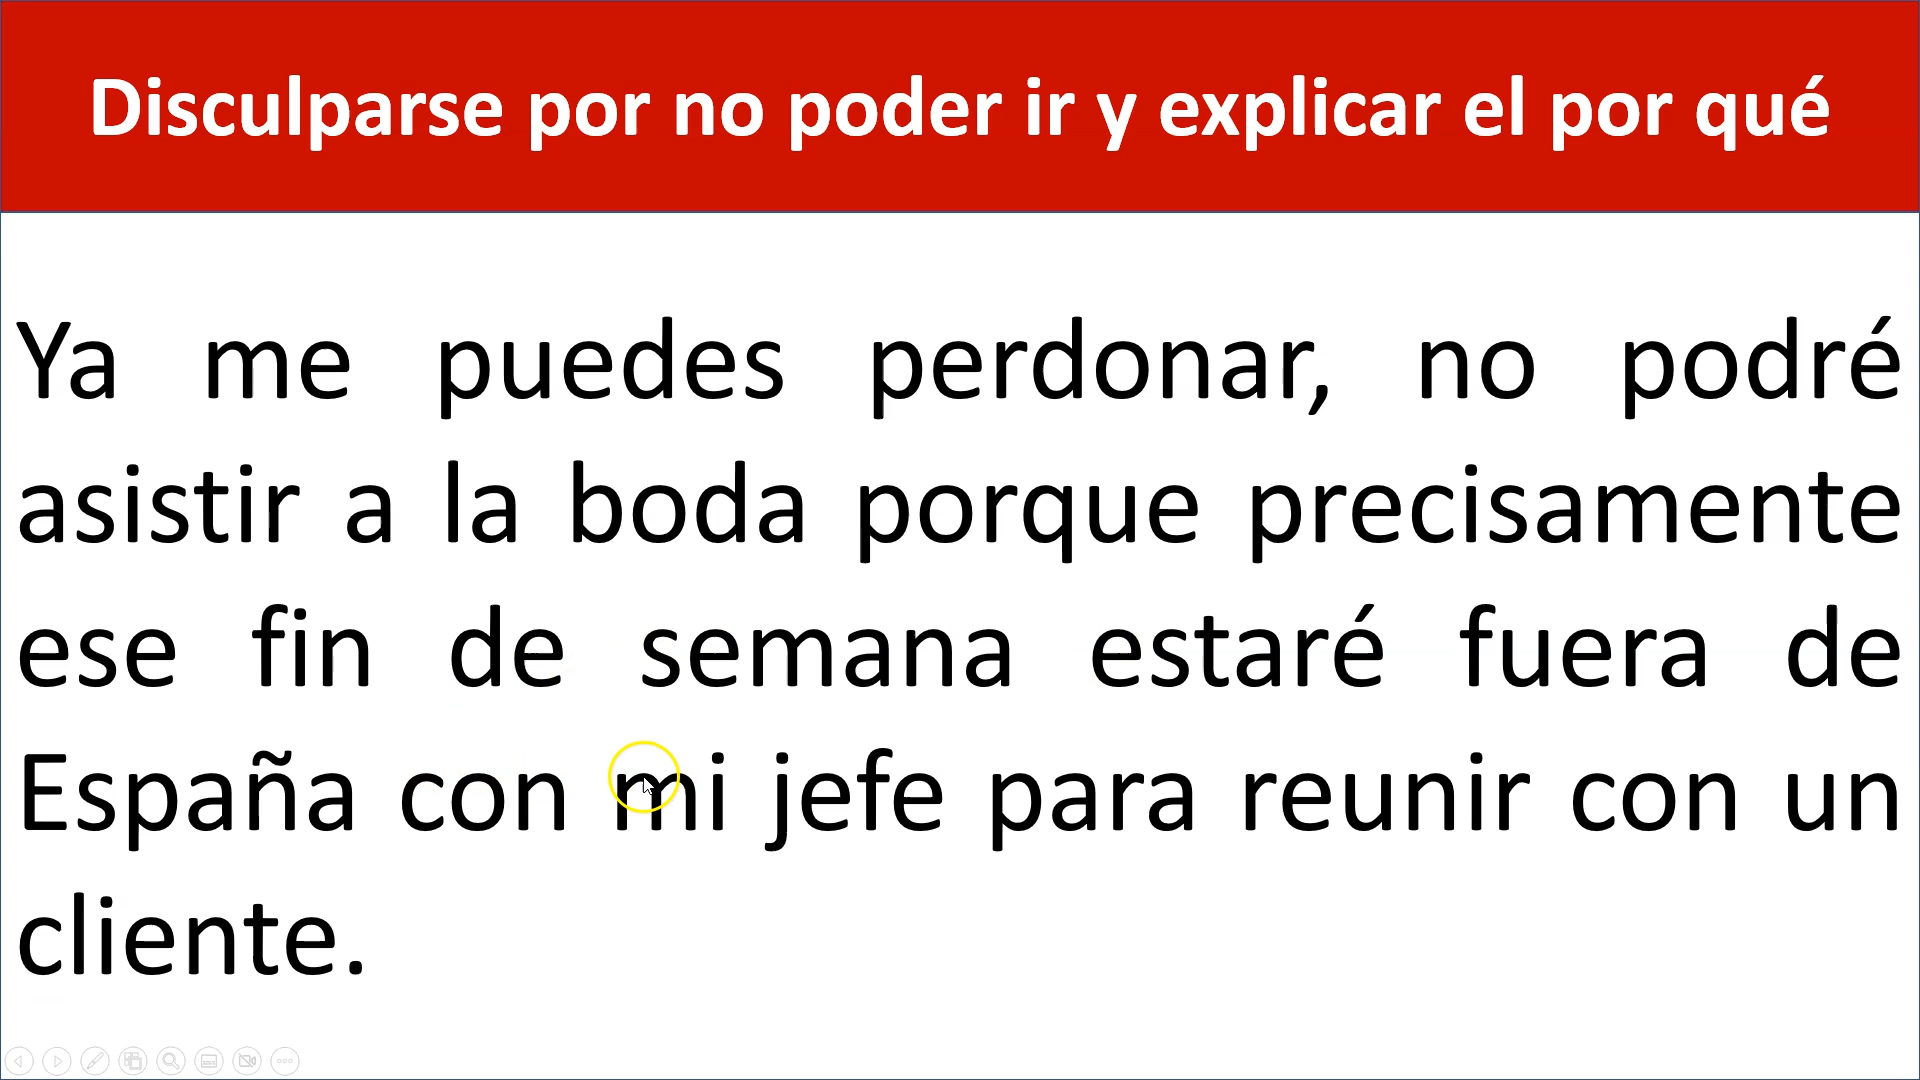 Disculparse por no poder ir y explicar el por qué
Ya me puedes perdonar, no podré
asistir a la boda porque precisamente
ese fin de semana estaré fuera de
España con mi jefe para reunir con un
cliente.